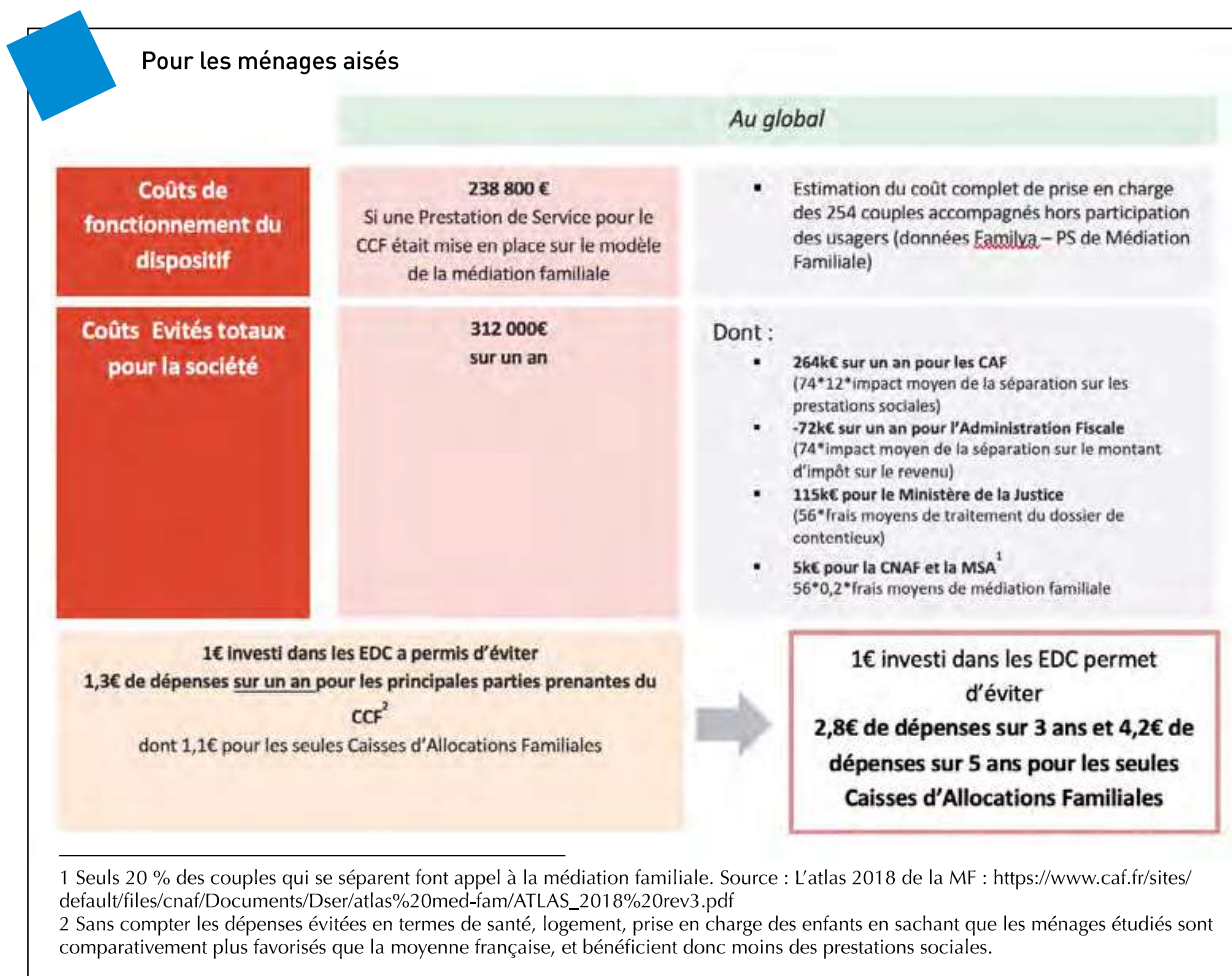 Pour les ménages aisés
Au global
Coûts de
fonctionnement du
dispositif
238 800 €
Si une Prestation de Service pour le
CCF était mise en place sur le modèle
de la médiation familiale
▪ Estimation du coût complet de prise en charge
des 254 couples accompagnés hors participation
des usagers (données Familya – PS de Médiation
Familiale)
Coûts Evités totaux
pour la société
312 000€
sur un an
Dont :
▪ 264k€ sur un an pour les CAF
(74*12*impact moyen de la séparation sur les
prestations sociales)
▪ -72k€ sur un an pour l'Administration Fiscale
(74*impact moyen de la séparation sur le montant
d'impôt sur le revenu)
▪ 115k€ pour le Ministère de la Justice
(56*frais moyens de traitement du dossier de
contentieux)
▪ 5k€ pour la CNAF et la MSA1
56*0,2*frais moyens de médiation familiale
1€ investi dans les EDC a permis d'éviter
1,3€ de dépenses sur un an pour les principales parties prenantes du
CCF2
dont 1,1€ pour les seules Caisses d'Allocations Familiales
1€ investi dans les EDC permet
d'éviter
2,8€ de dépenses sur 3 ans et 4,2€ de
dépenses sur 5 ans pour les seules
Caisses d'Allocations Familiales
1 Seuls 20 % des couples qui se séparent font appel à la médiation familiale. Source : L'atlas 2018 de la MF : https://www.caf.fr/sites/
default/files/cnaf/Documents/Dser/atlas%20med-fam/ATLAS_2018%20rev3.pdf
2 Sans compter les dépenses évitées en termes de santé, logement, prise en charge des enfants en sachant que les ménages étudiés sont
comparativement plus favorisés que la moyenne française, et bénéficient donc moins des prestations sociales.